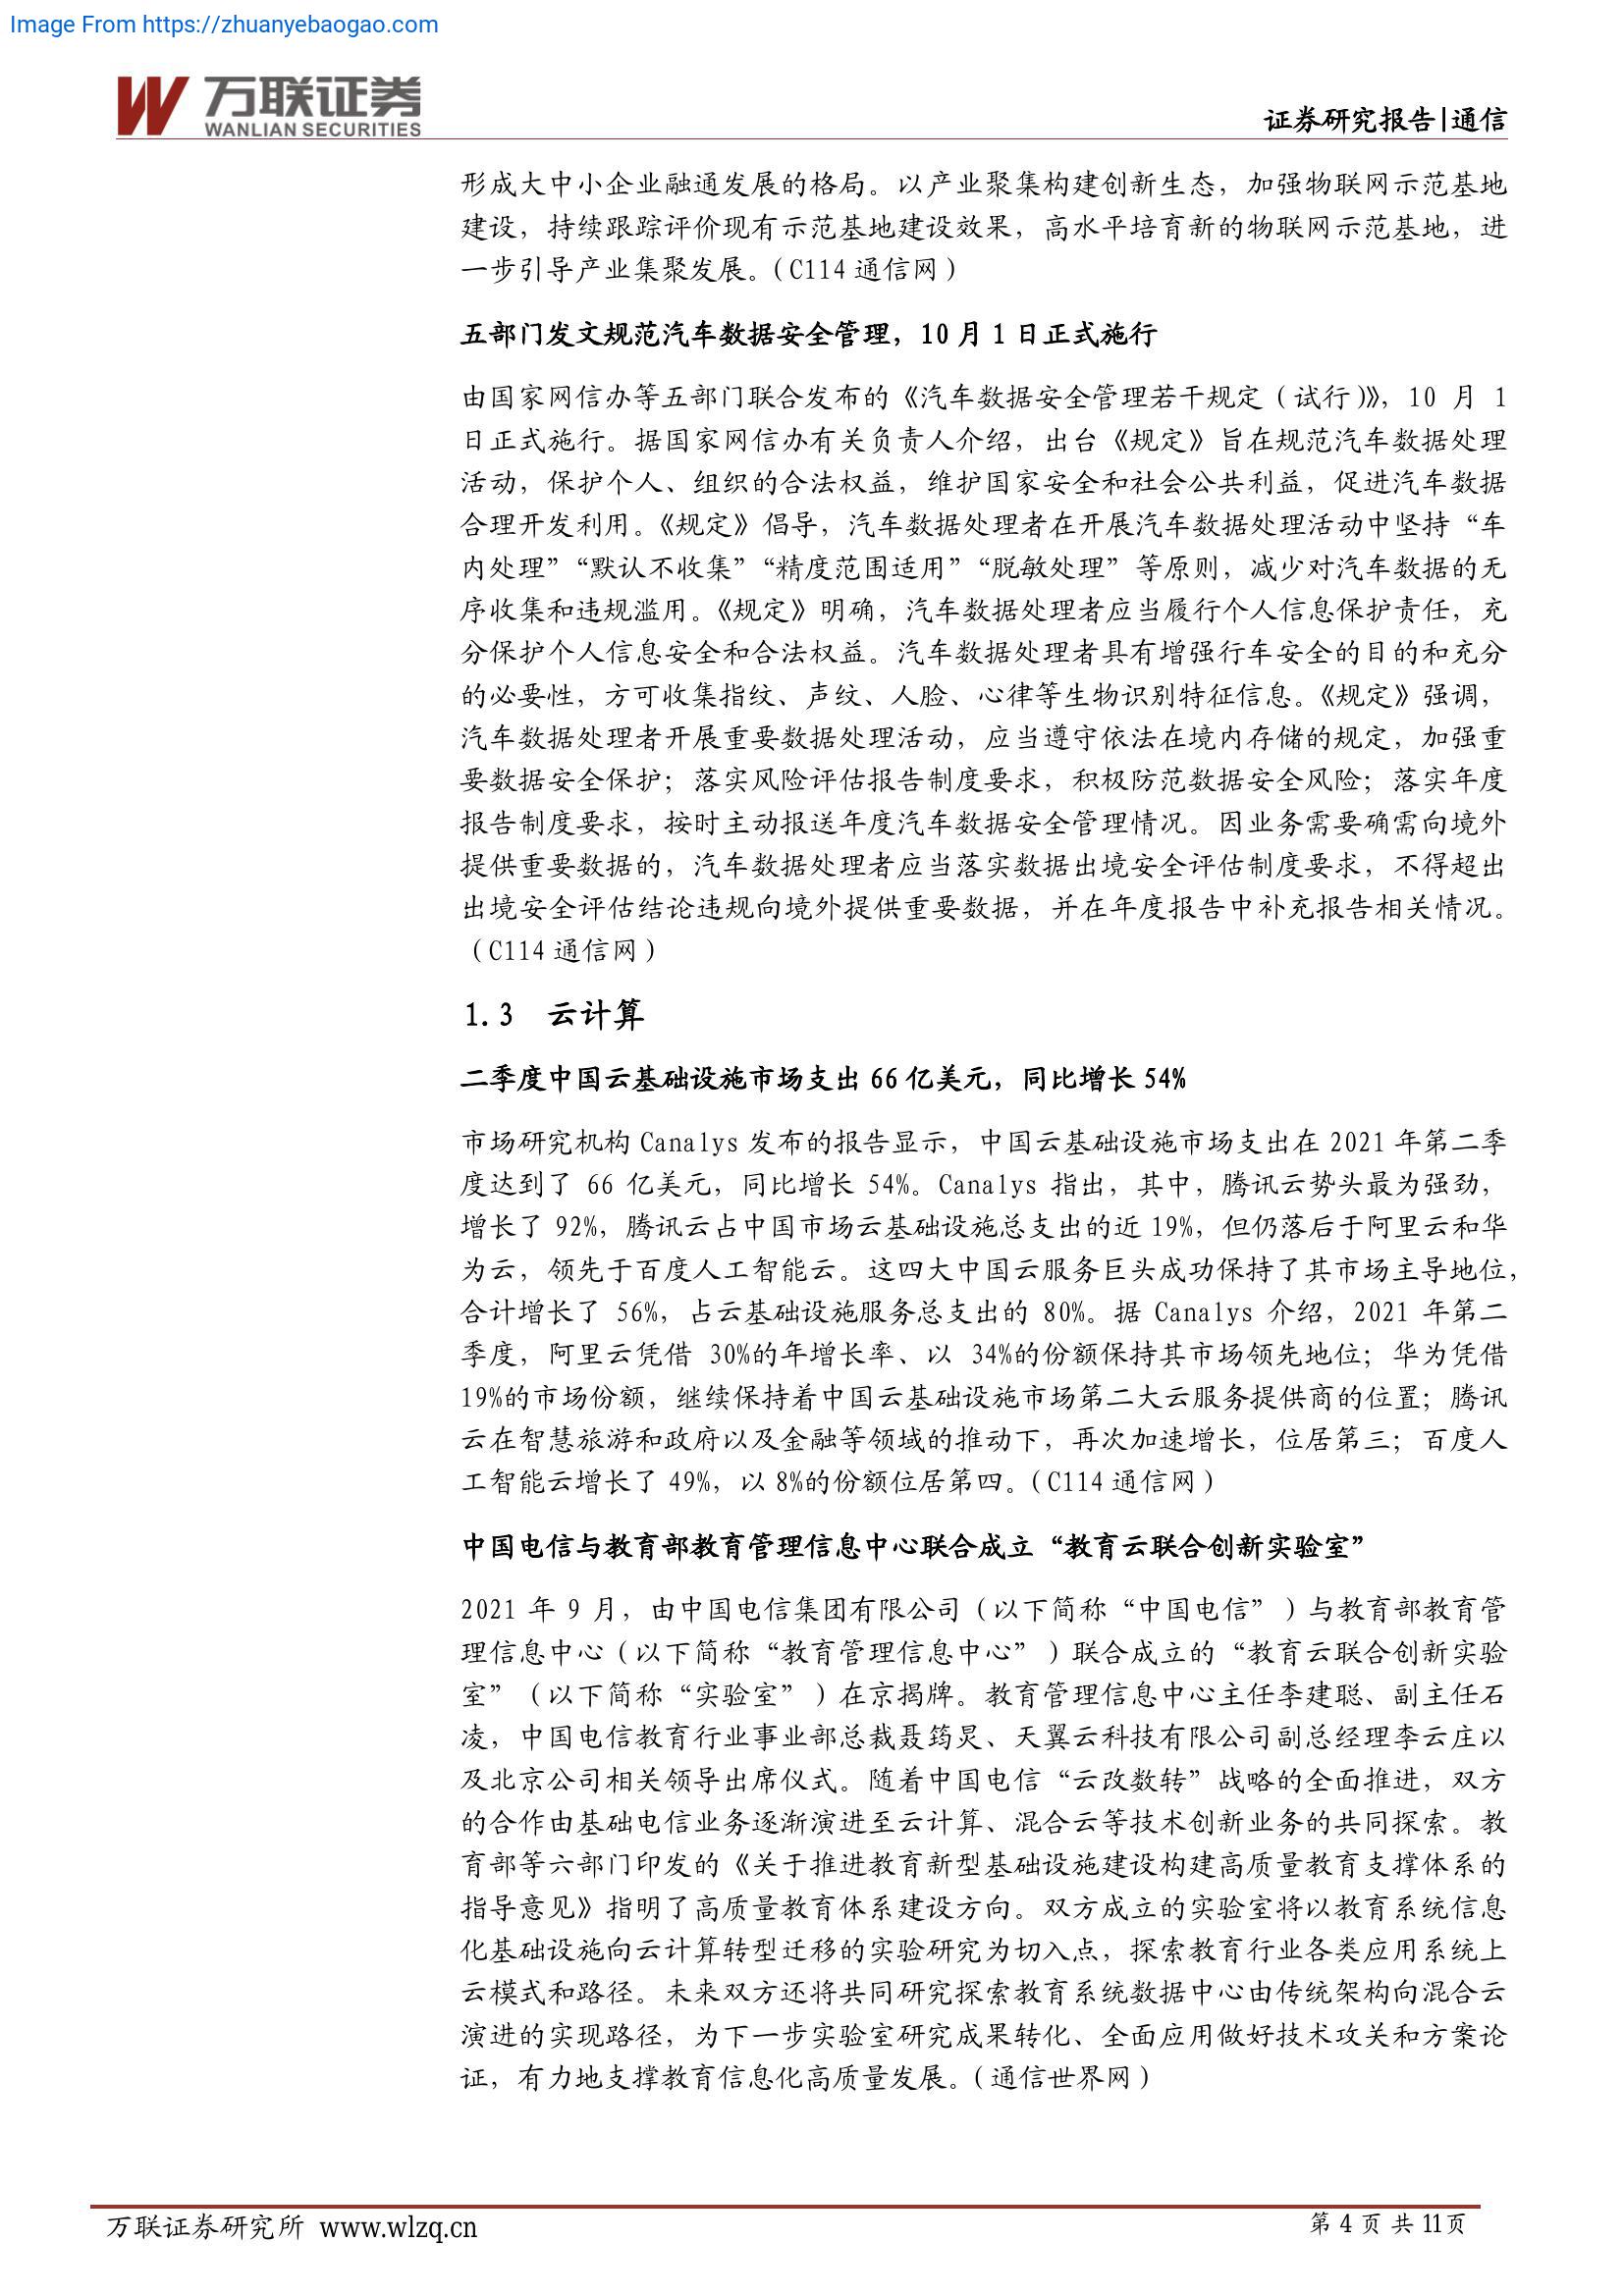 Image From https://zhuanyebaogao.com
万联证券
WANLIAN SECURITIES
证券研究报告|通信
形成大中小企业融通发展的格局。以产业聚集构建创新生态，加强物联网示范基地
建设，持续跟踪评价现有示范基地建设效果，高水平培育新的物联网示范基地，进
一步引导产业集聚发展。（C114 通信网）
五部门发文规范汽车数据安全管理，10 月 1 日正式施行
由国家网信办等五部门联合发布的《汽车数据安全管理若干规定（试行）》，10 月 1
日正式施行。据国家网信办有关负责人介绍，出台《规定》旨在规范汽车数据处理
活动，保护个人、组织的合法权益，维护国家安全和社会公共利益，促进汽车数据
合理开发利用。《规定》倡导，汽车数据处理者在开展汽车数据处理活动中坚持“车
内处理”“默认不收集”“精度范围适用”“脱敏处理”等原则，减少对汽车数据的无
序收集和违规滥用。《规定》明确，汽车数据处理者应当履行个人信息保护责任，充
分保护个人信息安全和合法权益。汽车数据处理者具有增强行车安全的目的和充分
的必要性，方可收集指纹、声纹、人脸、心律等生物识别特征信息。《规定》强调，
汽车数据处理者开展重要数据处理活动，应当遵守依法在境内存储的规定，加强重
要数据安全保护；落实风险评估报告制度要求，积极防范数据安全风险；落实年度
报告制度要求，按时主动报送年度汽车数据安全管理情况。因业务需要确需向境外
提供重要数据的，汽车数据处理者应当落实数据出境安全评估制度要求，不得超出
出境安全评估结论违规向境外提供重要数据，并在年度报告中补充报告相关情况。
（C114 通信网）
1.3 云计算
二季度中国云基础设施市场支出 66 亿美元，同比增长 54%
市场研究机构 Canalys 发布的报告显示，中国云基础设施市场支出在 2021 年第二季
度达到了 66 亿美元，同比增长 54%。Canalys 指出，其中，腾讯云势头最为强劲，
增长了 92%，腾讯云占中国市场云基础设施总支出的近 19%，但仍落后于阿里云和华
为云，领先于百度人工智能云。这四大中国云服务巨头成功保持了其市场主导地位，
合计增长了 56%，占云基础设施服务总支出的 80%。据 Canalys 介绍，2021 年第二
季度，阿里云凭借 30%的年增长率、以 34%的份额保持其市场领先地位；华为凭借
19%的市场份额，继续保持着中国云基础设施市场第二大云服务提供商的位置；腾讯
云在智慧旅游和政府以及金融等领域的推动下，再次加速增长，位居第三；百度人
工智能云增长了 49%，以 8%的份额位居第四。（C114 通信网）
中国电信与教育部教育管理信息中心联合成立“教育云联合创新实验室”
2021 年 9 月，由中国电信集团有限公司（以下简称“中国电信”）与教育部教育管
理信息中心（以下简称“教育管理信息中心”）联合成立的“教育云联合创新实验
室”（以下简称“实验室”）在京揭牌。教育管理信息中心主任李建聪、副主任石
凌，中国电信教育行业事业部总裁聂筠炅、天翼云科技有限公司副总经理李云庄以
及北京公司相关领导出席仪式。随着中国电信“云改数转”战略的全面推进，双方
的合作由基础电信业务逐渐演进至云计算、混合云等技术创新业务的共同探索。教
育部等六部门印发的《关于推进教育新型基础设施建设构建高质量教育支撑体系的
指导意见》指明了高质量教育体系建设方向。双方成立的实验室将以教育系统信息
化基础设施向云计算转型迁移的实验研究为切入点，探索教育行业各类应用系统上
云模式和路径。未来双方还将共同研究探索教育系统数据中心由传统架构向混合云
演进的实现路径，为下一步实验室研究成果转化、全面应用做好技术攻关和方案论
证，有力地支撑教育信息化高质量发展。（通信世界网）
万联证券研究所 www.wlzq.cn
第 4 页 共 11 页